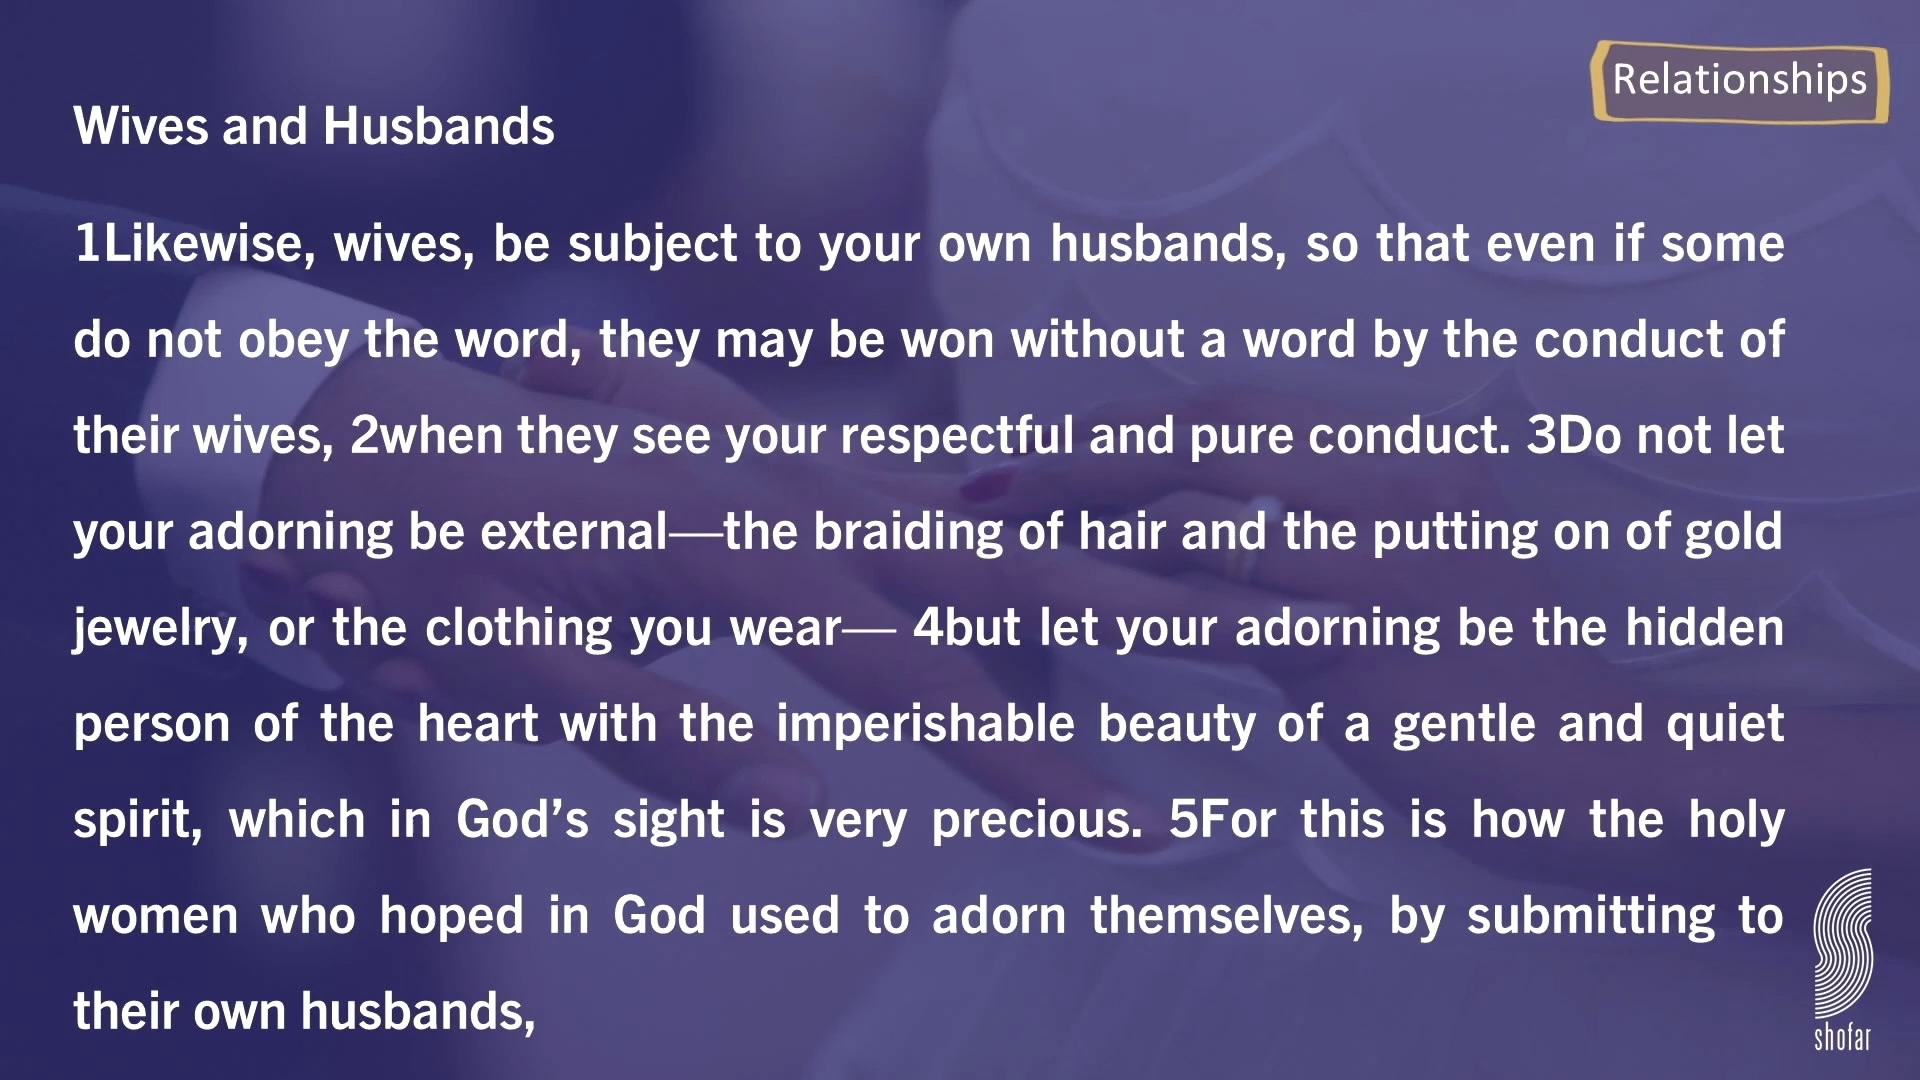 Relationships
Wives and Husbands
1Likewise, wives, be subject to your own husbands, so that even if some
do not obey the word, they may be won without a word by the conduct of
their wives, 2when they see your respectful and pure conduct. 3Do not let
your adorning be external—the braiding of hair and the putting on of gold
jewelry, or the clothing you wear— 4but let your adorning be the hidden
person of the heart with the imperishable beauty of a gentle and quiet
spirit, which in God’s sight is very precious. 5For this is how the holy
women who hoped in God used to adorn themselves, by submitting to
their own husbands,
shofar